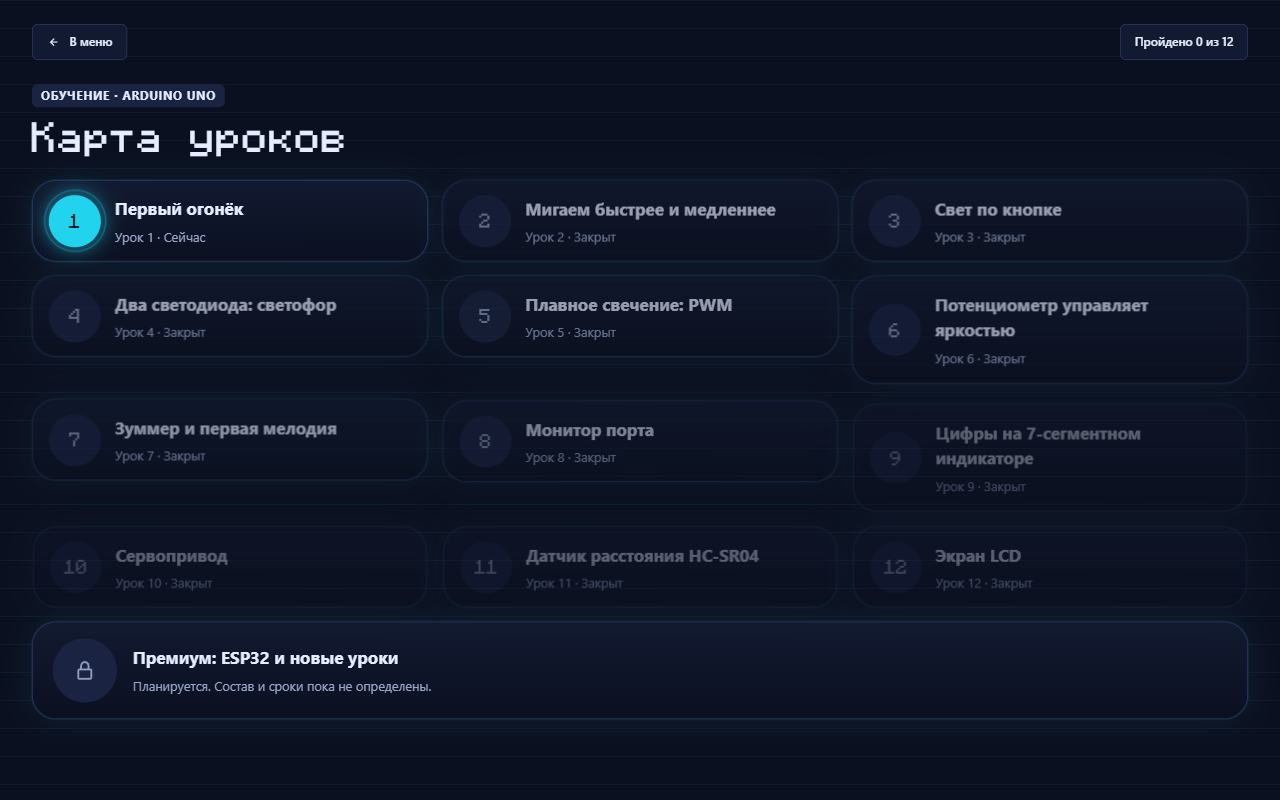 ← В меню
Пройдено 0 из 12
ОБУЧЕНИЕ · ARDUINO UNO
Карта уроков
1
Первый огонёк
Урок 1 · Сейчас
2
Мигаем быстрее и медленнее
Урок 2 · Закрыт
3
Свет по кнопке
Урок 3 · Закрыт
4
Два светодиода: светофор
Урок 4 · Закрыт
5
Плавное свечение: PWM
Урок 5 · Закрыт
6
Потенциометр управляет
яркостью
Урок 6 · Закрыт
7
Зуммер и первая мелодия
Урок 7 · Закрыт
8
Монитор порта
Урок 8 · Закрыт
9
Цифры на 7-сегментном
индикаторе
Урок 9 · Закрыт
10
Сервопривод
Урок 10 · Закрыт
11
Датчик расстояния HC-SR04
Урок 11 · Закрыт
12
Экран LCD
Урок 12 · Закрыт
Премиум: ESP32 и новые уроки
Планируется. Состав и сроки пока не определены.